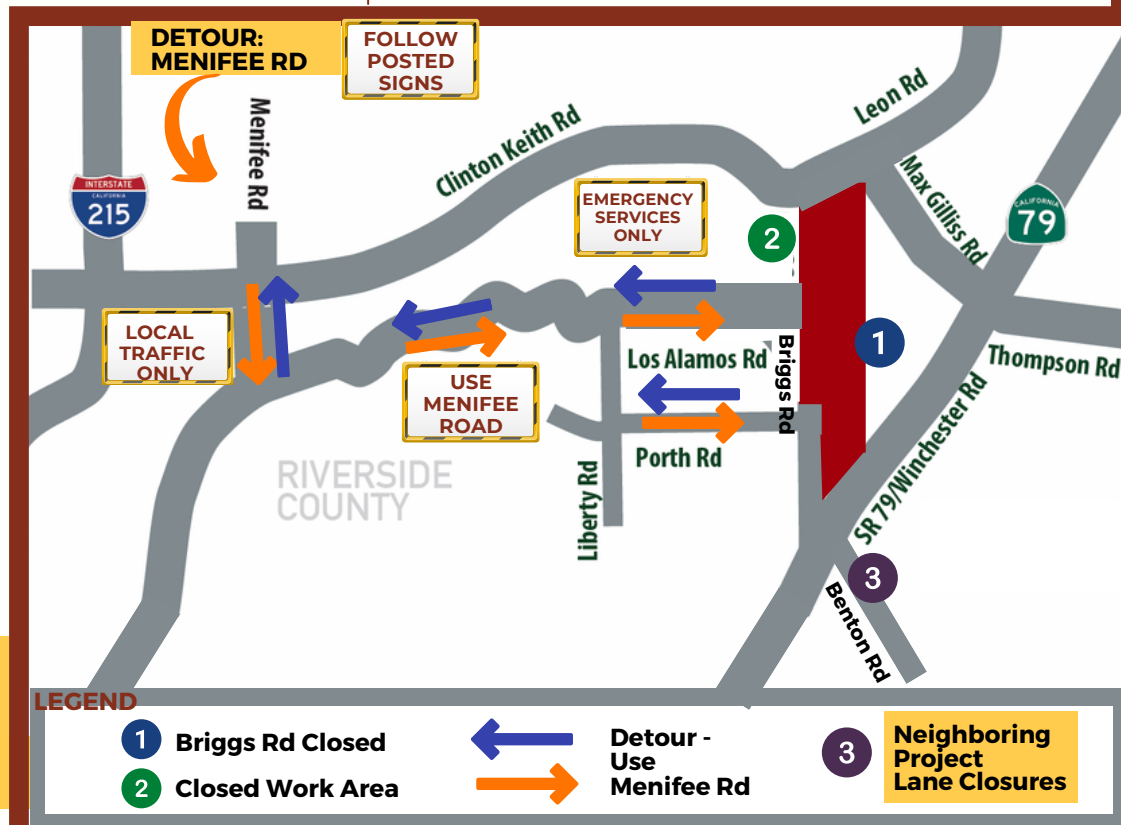 DETOUR:
MENIFEE RD
FOLLOW
POSTED
SIGNS
Menifee Rd
INTERSTATE
CALIFORNIA
215
Clinton Keith Rd
Leon Rd
Max Gilliss Rd
CALIFORNIA
79
EMERGENCY
SERVICES
ONLY
2
1
LOCAL
TRAFFIC
ONLY
USE
MENIFEE
ROAD
Los Alamos Rd
Briggs Rd
Thompson Rd
Porth Rd
Liberty Rd
SR 79/Winchester Rd
RIVERSIDE
COUNTY
3
Benton Rd
LEGEND
1 Briggs Rd Closed
2 Closed Work Area
Detour -
Use
Menifee Rd
3
Neighboring
Project
Lane Closures